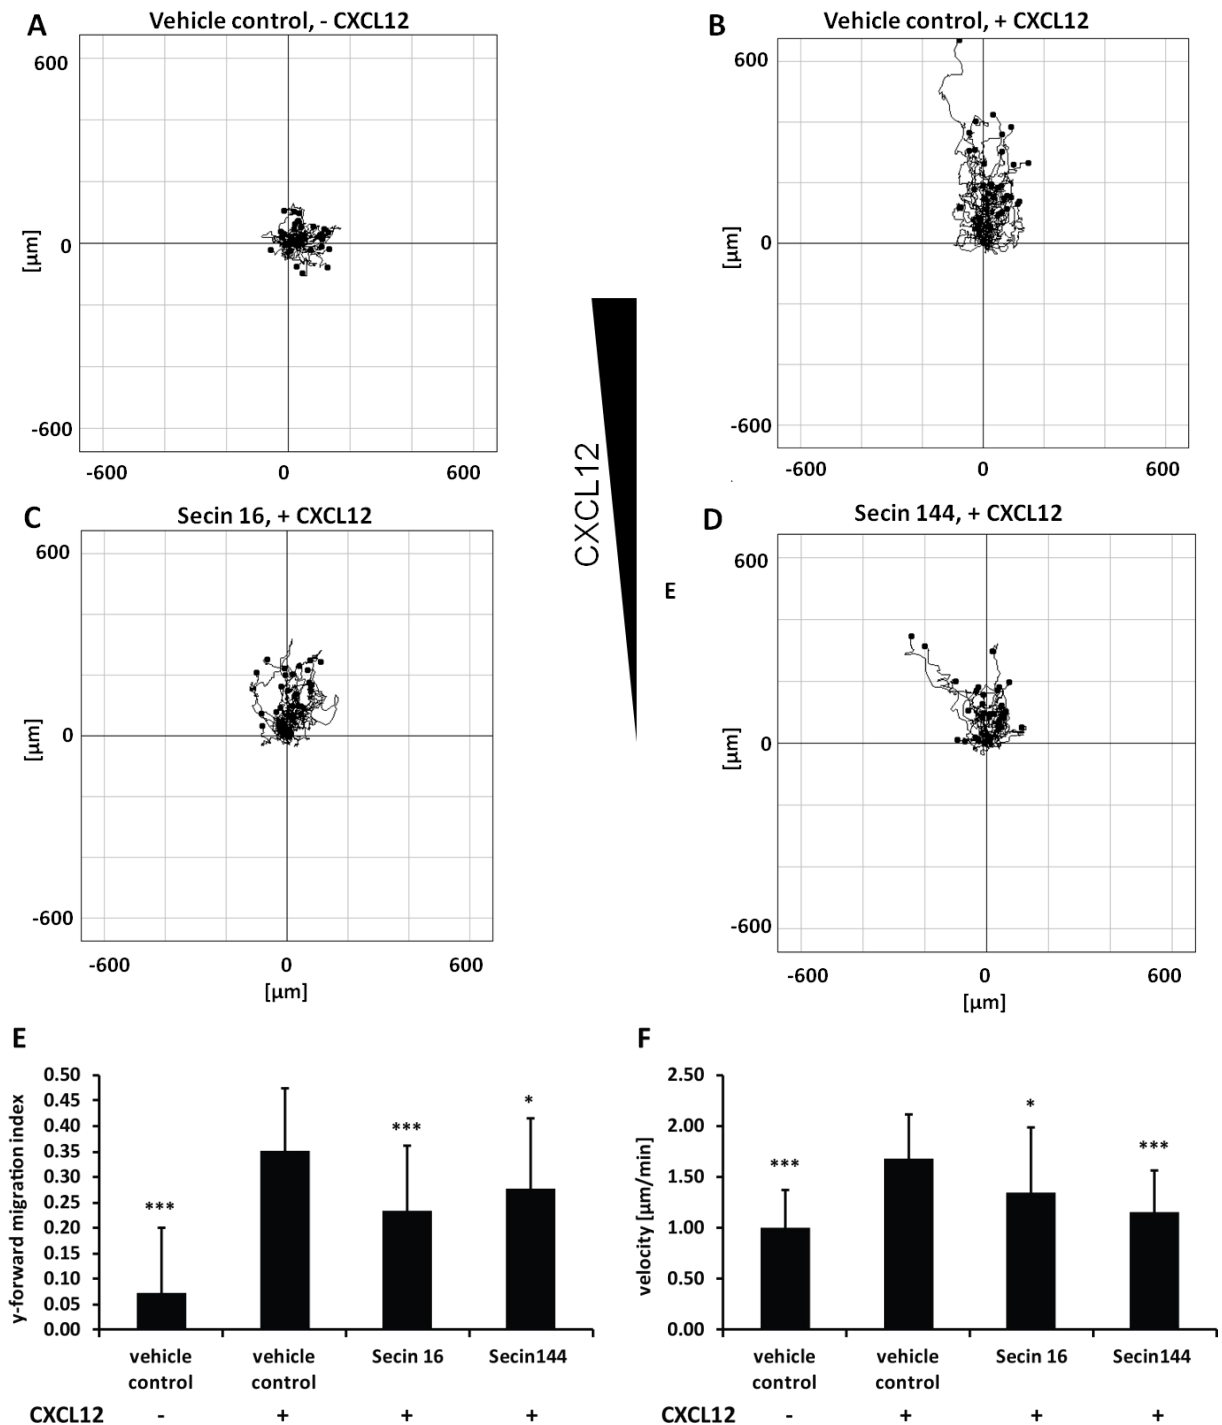 A
Vehicle control, - CXCL12
600
0
-600
[µm]
-600
0
600
B
Vehicle control, + CXCL12
600
0
-600
[µm]
-600
0
600
CXCL12
C
Secin 16, + CXCL12
600
0
-600
[µm]
-600
0
600
[µm]
E
D
Secin 144, + CXCL12
600
0
-600
[µm]
-600
0
600
[µm]
E
y-forward migration index
0.50
0.45
0.40
0.35
0.30
0.25
0.20
0.15
0.10
0.05
0.00
***
***
*
vehicle control
vehicle control
Secin 16
Secin144
CXCL12 - + + +
F
velocity [µm/min]
2.50
2.00
1.50
1.00
0.50
0.00
***
*
***
vehicle control
vehicle control
Secin 16
Secin144
CXCL12 - + + +